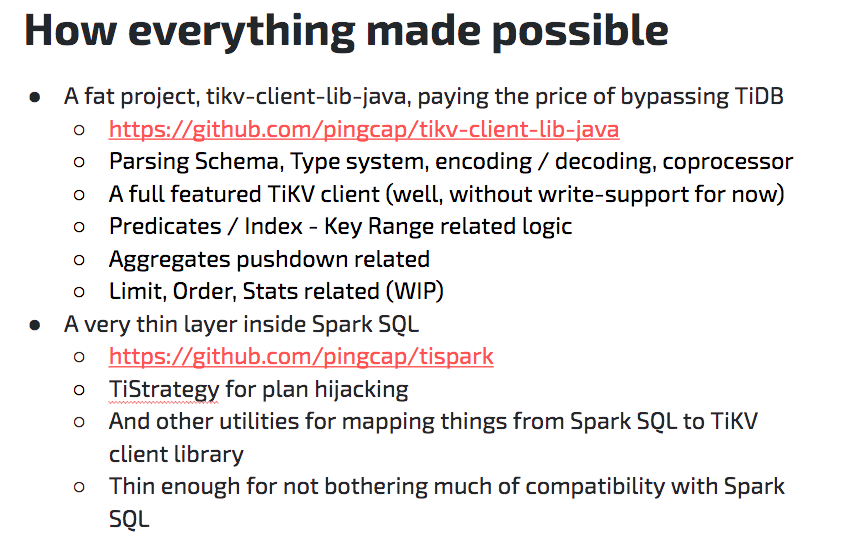 How everything made possible
● A fat project, tikv-client-lib-java, paying the price of bypassing TiDB
○ https://github.com/pingcap/tikv-client-lib-java
○ Parsing Schema, Type system, encoding / decoding, coprocessor
○ A full featured TiKV client (well, without write-support for now)
○ Predicates / Index - Key Range related logic
○ Aggregates pushdown related
○ Limit, Order, Stats related (WIP)
● A very thin layer inside Spark SQL
○ https://github.com/pingcap/tispark
○ TiStrategy for plan hijacking
○ And other utilities for mapping things from Spark SQL to TiKV
client library
○ Thin enough for not bothering much of compatibility with Spark
SQL